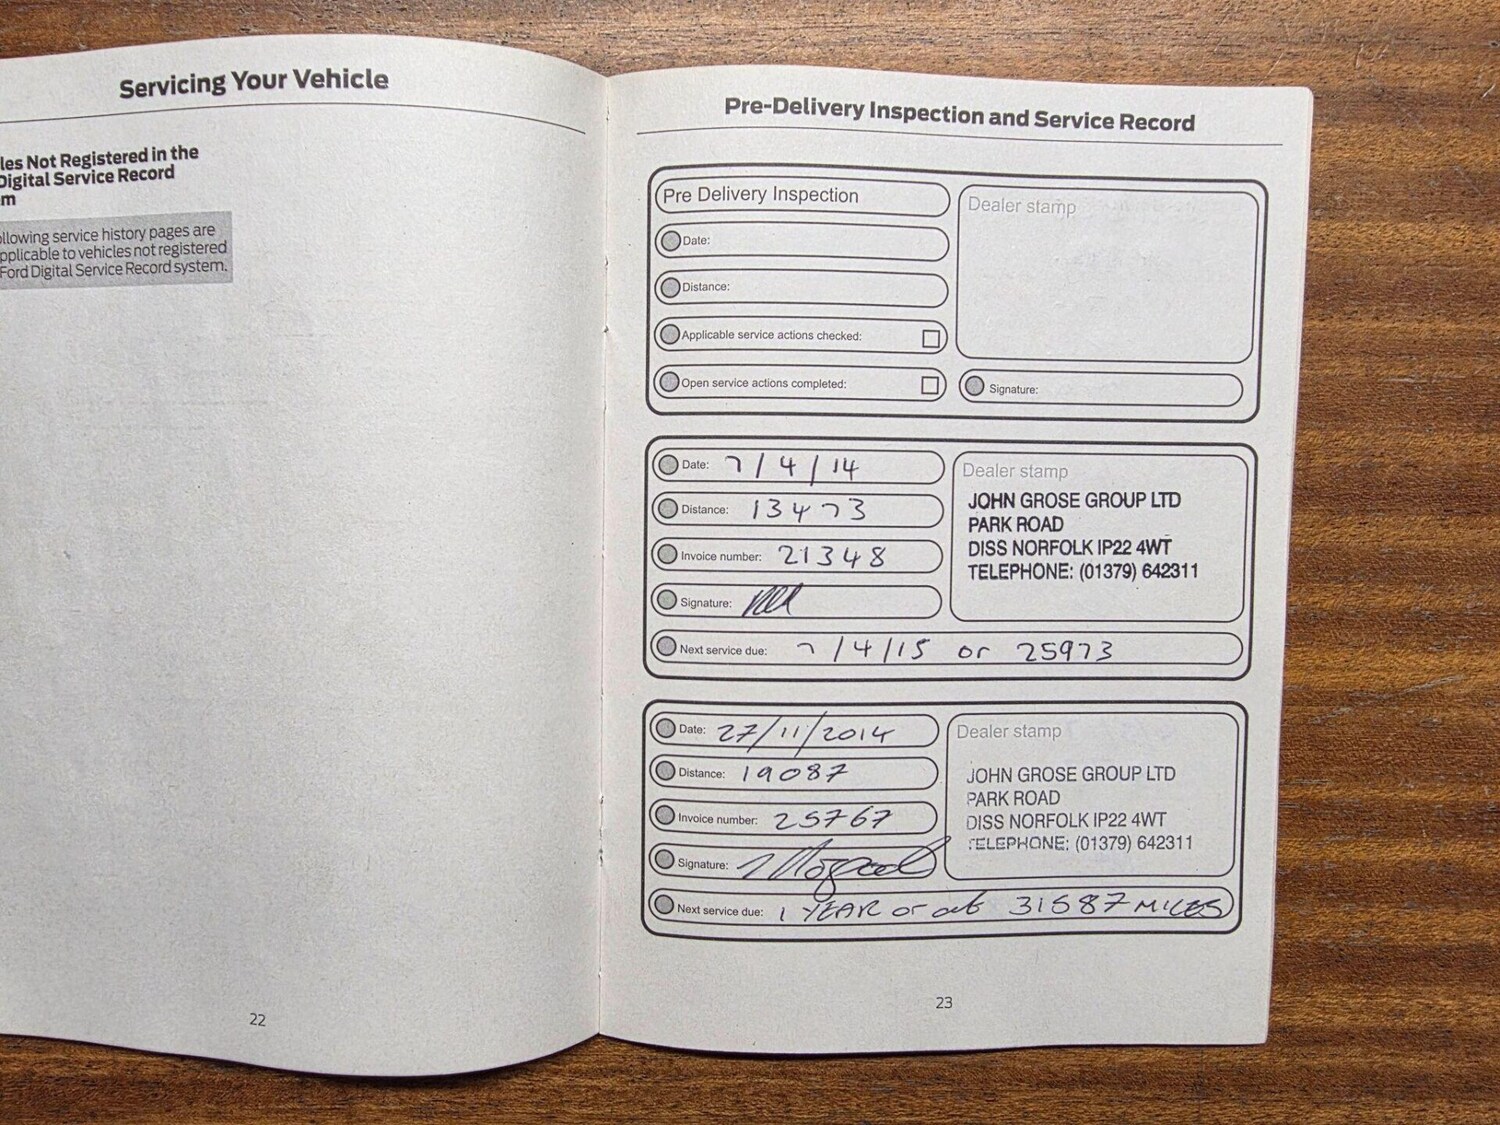 Servicing Your Vehicle
les Not Registered in the
Digital Service Record
m
ollowing service history pages are
pplicable to vehicles not registered
Ford Digital Service Record system.
22
Pre-Delivery Inspection and Service Record
Pre Delivery Inspection
Date:
Distance:
Applicable service actions checked:
Open service actions completed:
Dealer stamp
Signature:
Date: 7/4/14
Distance: 13473
Invoice number: 21348
Signature:
Next service due: 7/4/15 or 25973
Dealer stamp
JOHN GROSE GROUP LTD
PARK ROAD
DISS NORFOLK IP22 4WT
TELEPHONE: (01379) 642311
Date: 27/11/2014
Distance: 19087
Invoice number: 25767
Signature:
Next service due: 1 YEAR or at 31587 MILES
Dealer stamp
JOHN GROSE GROUP LTD
PARK ROAD
DISS NORFOLK IP22 4WT
TELEPHONE: (01379) 642311
23